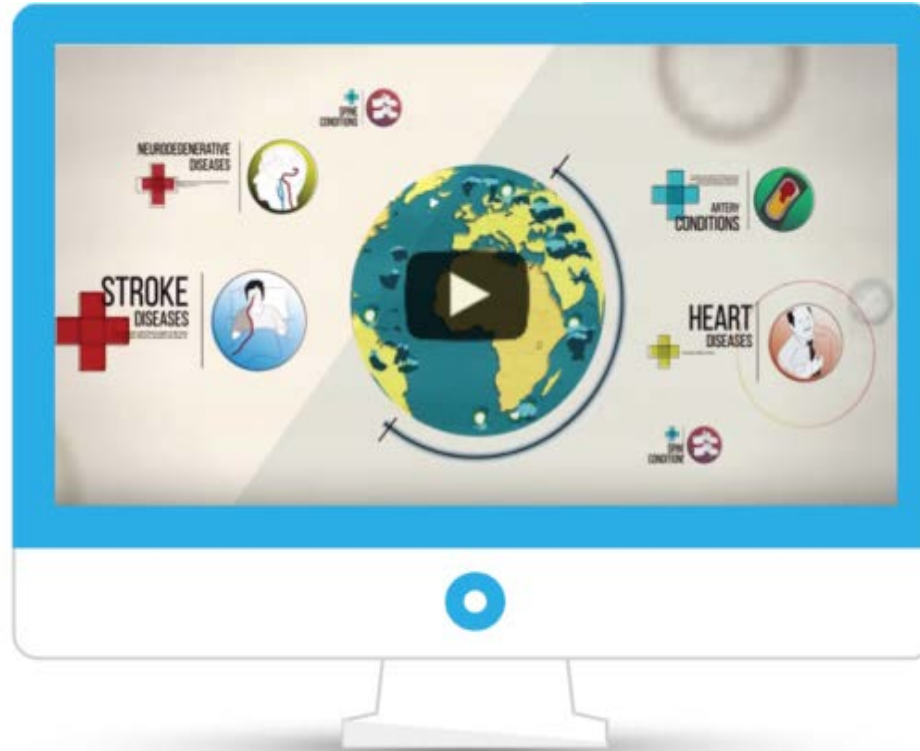 SPINE
CONDITIONS
NEURODEGENERATIVE
DISEASES
ARTERY
CONDITIONS
STROKE
DISEASES
HEART
DISEASES
SPINE
CONDITIONS